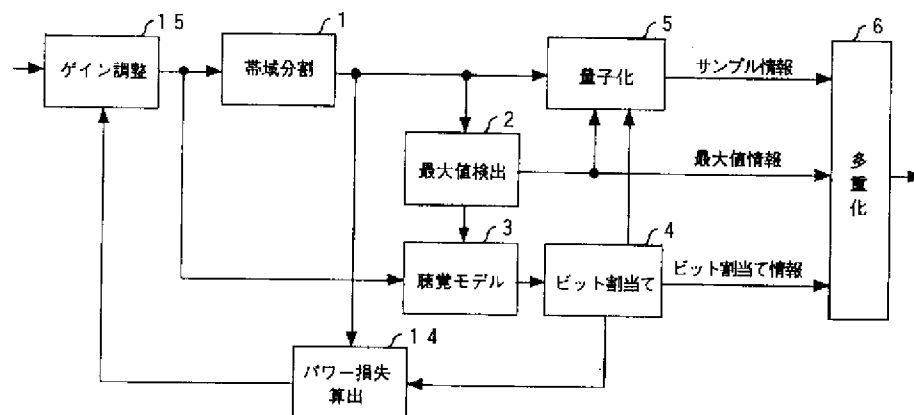 15
ゲイン調整
1
帯域分割
5
量子化
サンプル情報
6
多重化
2
最大値検出
最大値情報
3
聴覚モデル
4
ビット割当て
ビット割当て情報
14
パワー損失
算出